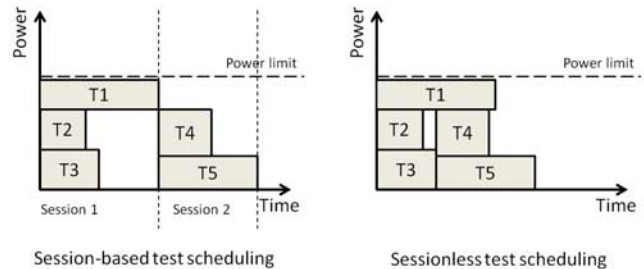 Power
Power limit
T1
T2
T4
T3
T5
Session 1
Session 2
Time
Session-based test scheduling
Power
Power limit
T1
T2
T4
T3
T5
Time
Sessionless test scheduling